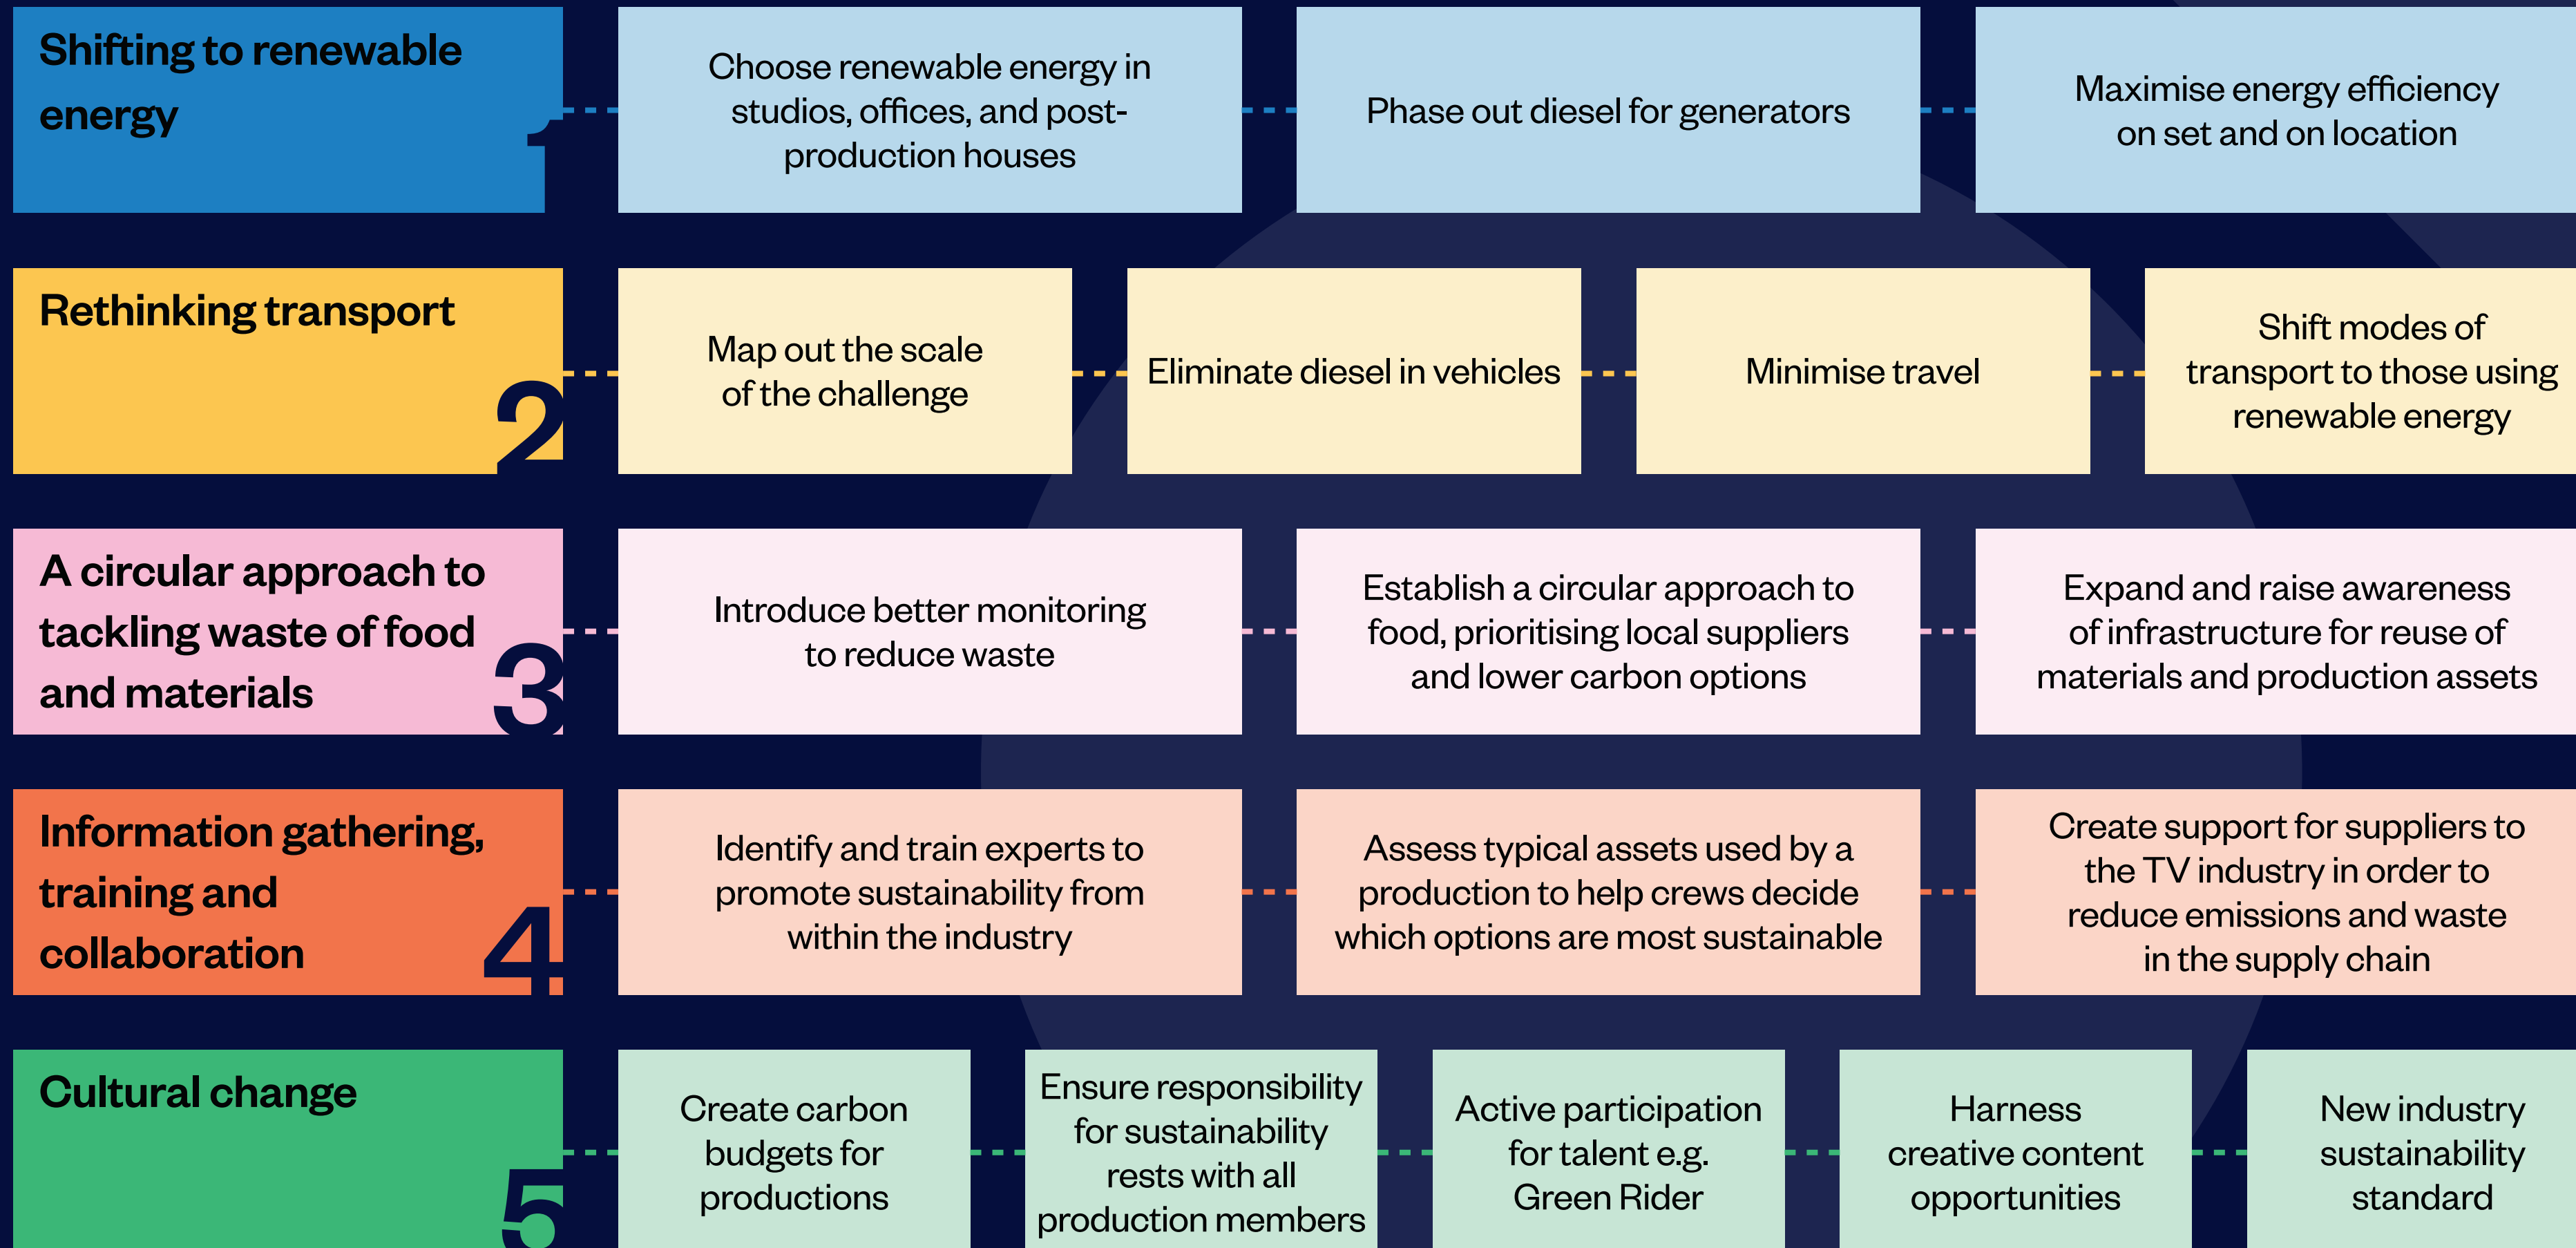 Shifting to renewable
energy
1
Choose renewable energy in
studios, offices, and post-
production houses
Phase out diesel for generators
Maximise energy efficiency
on set and on location
Rethinking transport
2
Map out the scale
of the challenge
Eliminate diesel in vehicles
Minimise travel
Shift modes of
transport to those using
renewable energy
A circular approach to
tackling waste of food
and materials
3
Introduce better monitoring
to reduce waste
Establish a circular approach to
food, prioritising local suppliers
and lower carbon options
Expand and raise awareness
of infrastructure for reuse of
materials and production assets
Information gathering,
training and
collaboration
4
Identify and train experts to
promote sustainability from
within the industry
Assess typical assets used by a
production to help crews decide
which options are most sustainable
Create support for suppliers to
the TV industry in order to
reduce emissions and waste
in the supply chain
Cultural change
5
Create carbon
budgets for
productions
Ensure responsibility
for sustainability
rests with all
production members
Active participation
for talent e.g.
Green Rider
Harness
creative content
opportunities
New industry
sustainability
standard